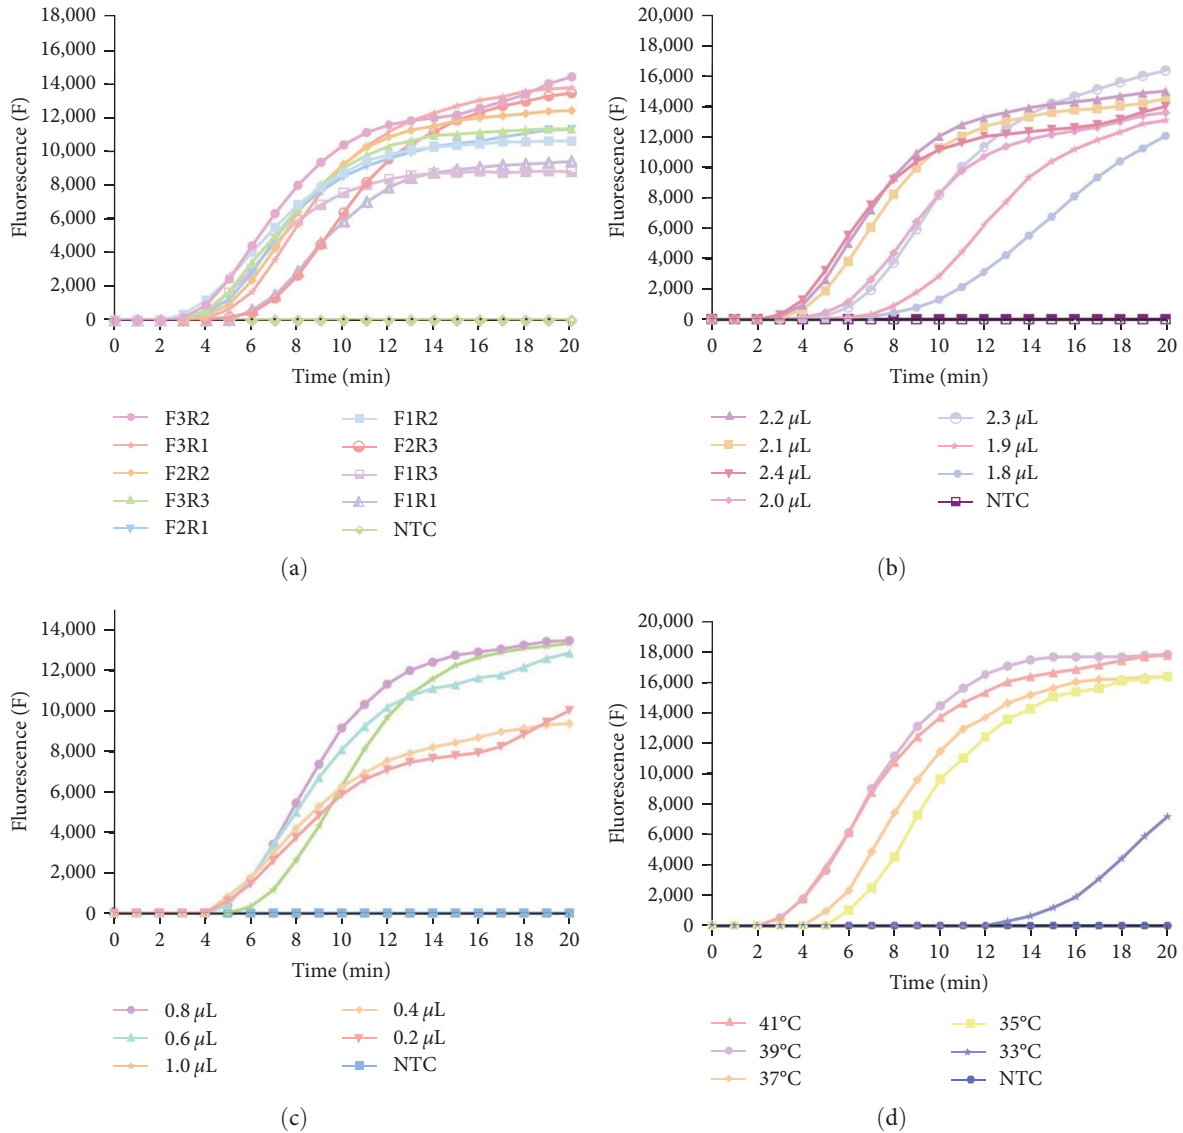 18,000
16,000
14,000
12,000
10,000
8,000
6,000
4,000
2,000
0
Fluorescence (F)
0 2 4 6 8 10 12 14 16 18 20
Time (min)
F3R2
F3R1
F2R2
F3R3
F2R1
F1R2
F2R3
F1R3
F1R1
NTC
(a)
20,000
18,000
16,000
14,000
12,000
10,000
8,000
6,000
4,000
2,000
0
Fluorescence (F)
0 2 4 6 8 10 12 14 16 18 20
Time (min)
2.2 μL
2.1 μL
2.4 μL
2.0 μL
2.3 μL
1.9 μL
1.8 μL
NTC
(b)
14,000
12,000
10,000
8,000
6,000
4,000
2,000
0
Fluorescence (F)
0 2 4 6 8 10 12 14 16 18 20
Time (min)
0.8 μL
0.6 μL
1.0 μL
0.4 μL
0.2 μL
NTC
(c)
20,000
18,000
16,000
14,000
12,000
10,000
8,000
6,000
4,000
2,000
0
Fluorescence (F)
0 2 4 6 8 10 12 14 16 18 20
Time (min)
41°C
39°C
37°C
35°C
33°C
NTC
(d)